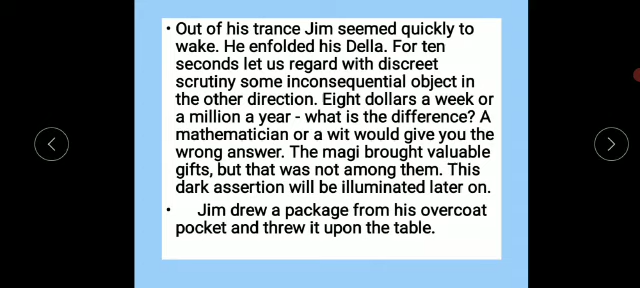 • Out of his trance Jim seemed quickly to
wake. He enfolded his Della. For ten
seconds let us regard with discreet
scrutiny some inconsequential object in
the other direction. Eight dollars a week or
a million a year - what is the difference? A
mathematician or a wit would give you the
wrong answer. The magi brought valuable
gifts, but that was not among them. This
dark assertion will be illuminated later on.
• Jim drew a package from his overcoat
pocket and threw it upon the table.